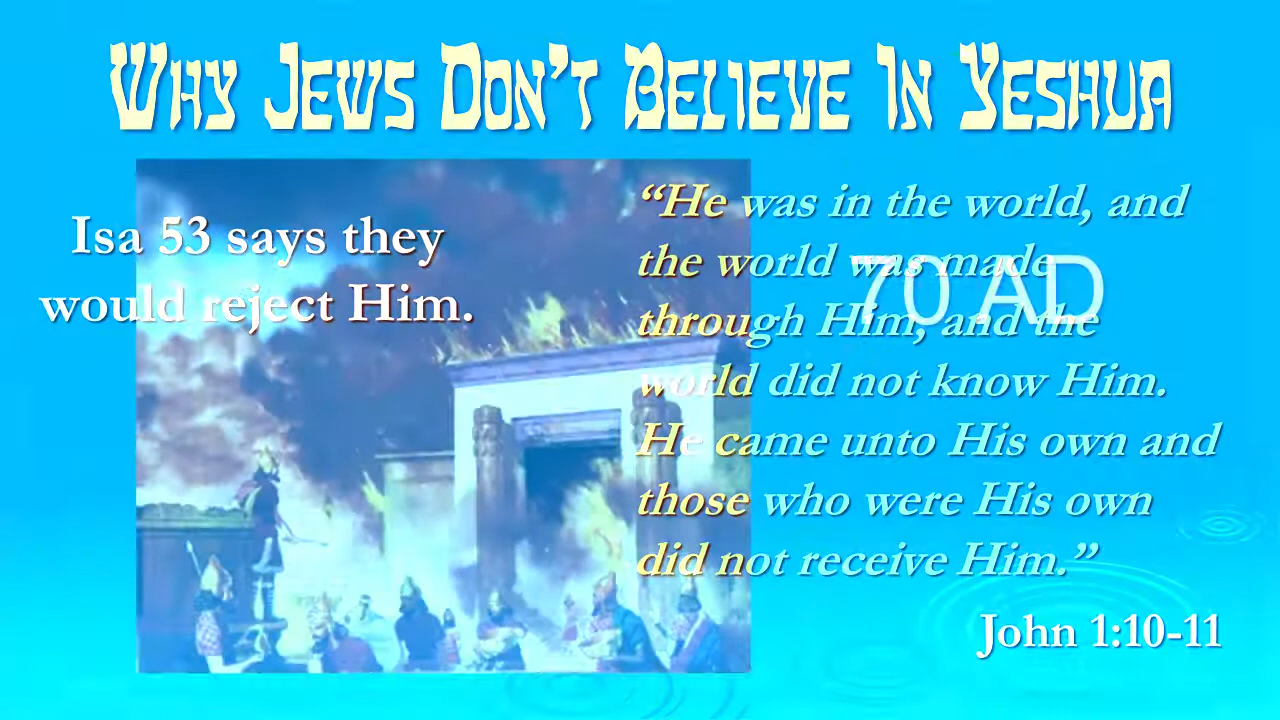 Why Jews Don't Believe In Yeshua
Isa 53 says they
would reject Him.
“He was in the world, and
the world was made
through Him, and the
world did not know Him.
He came unto His own and
those who were His own
did not receive Him.”
70 AD
John 1:10-11